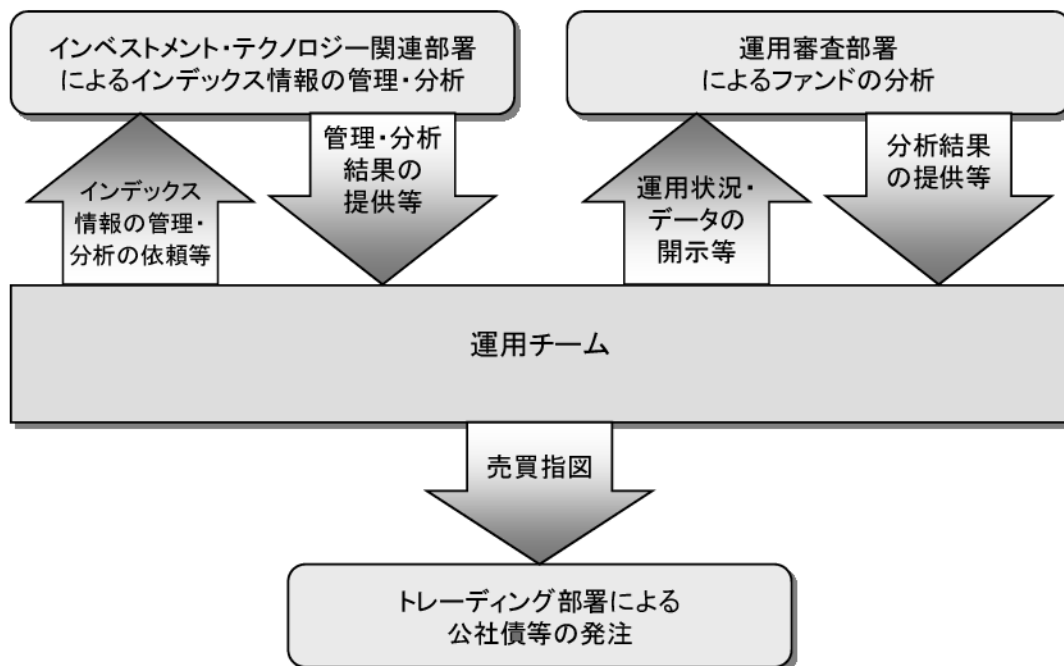 インベストメント・テクノロジー関連部署
によるインデックス情報の管理・分析
運用審査部署
によるファンドの分析
インデックス
情報の管理・
分析の依頼等
管理・分析
結果の
提供等
運用状況・
データの
開示等
分析結果
の提供等
運用チーム
売買指図
トレーディング部署による
公社債等の発注